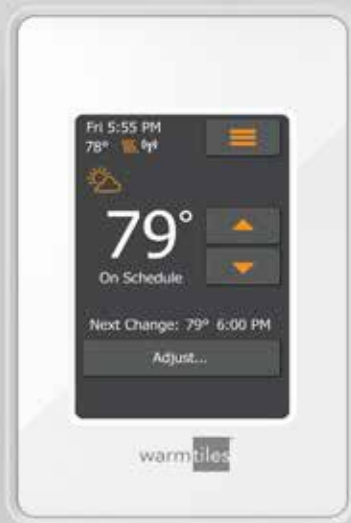 Fri 5:55 PM
78°
79°
On Schedule
Next Change: 79° 6:00 PM
Adjust...
warmtiles